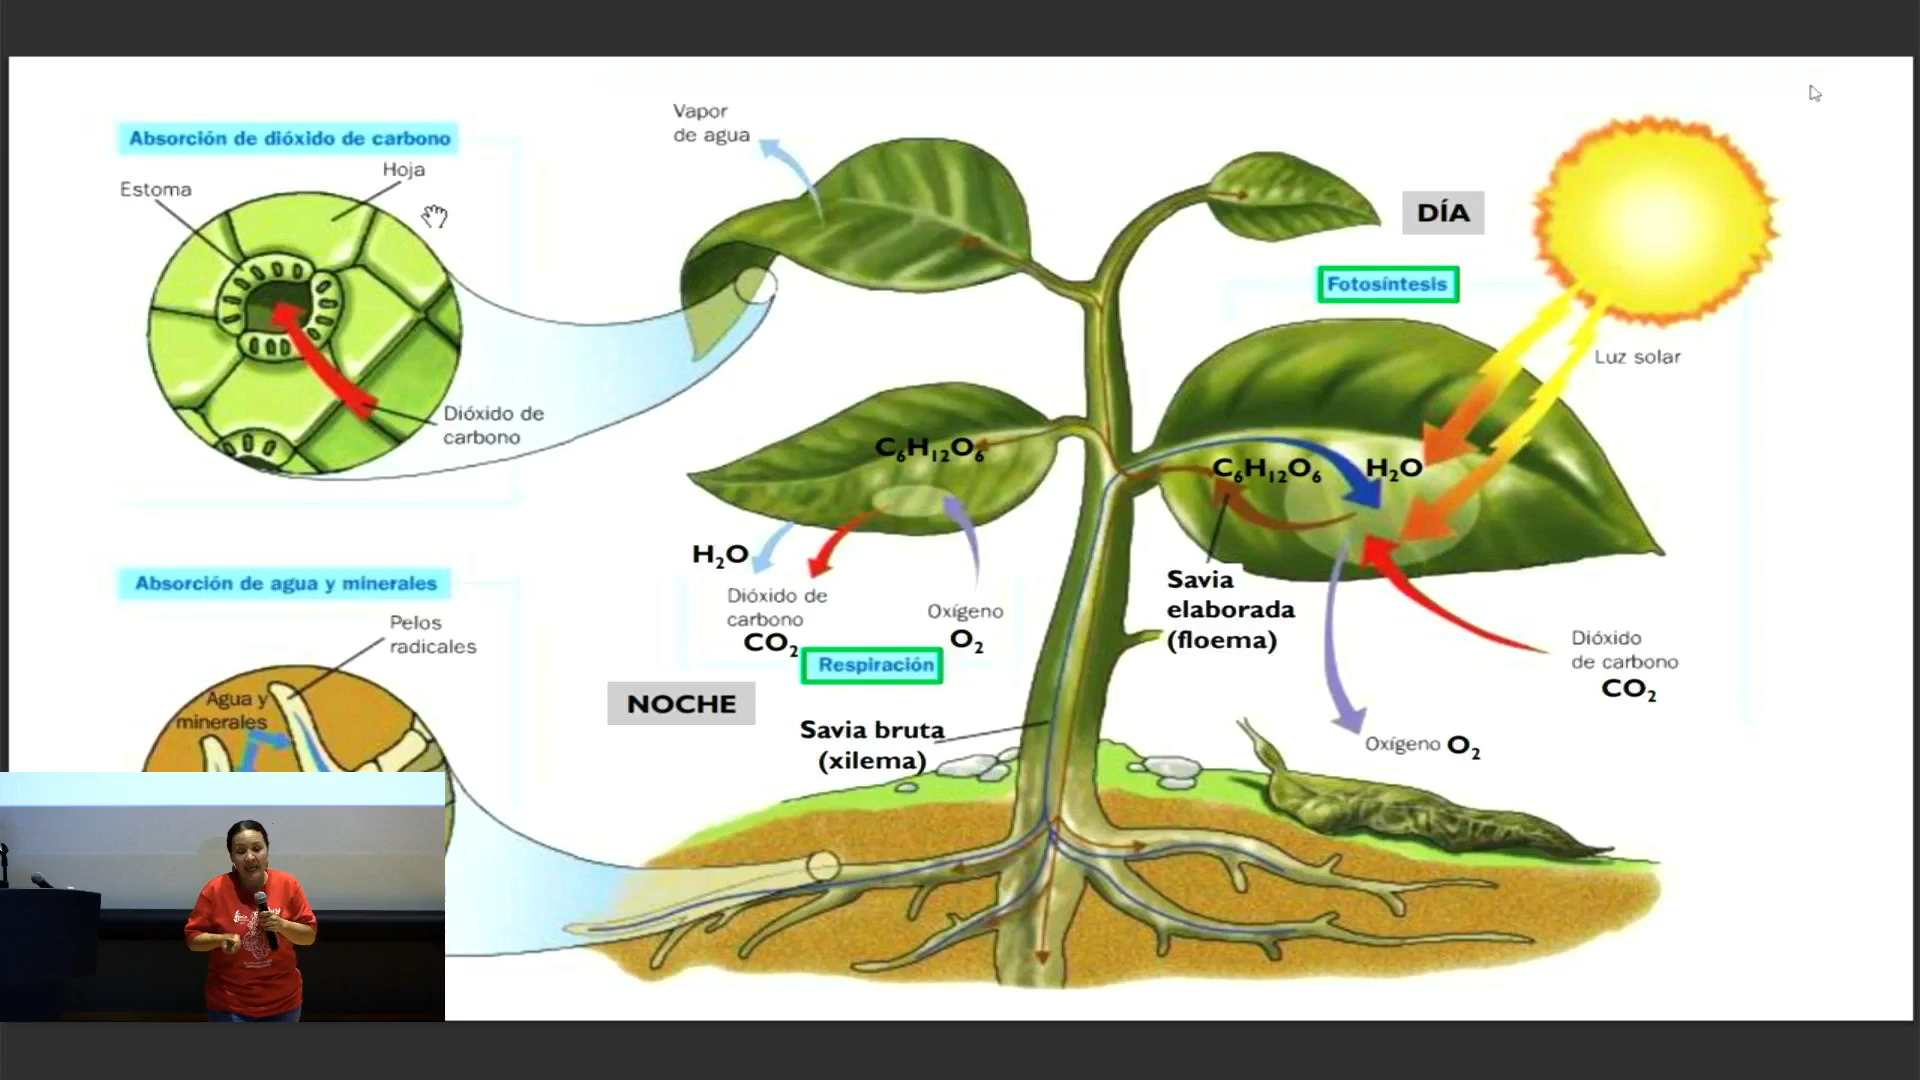 Absorción de dióxido de carbono
Estoma
Hoja
Dióxido de
carbono
Vapor
de agua
DÍA
Fotosíntesis
Luz solar
C₆H₁₂O₆
C₆H₁₂O₆
H₂O
H₂O
Dióxido de
carbono
CO₂
Oxígeno
O₂
Respiración
NOCHE
Savia
elaborada
(floema)
Dióxido
de carbono
CO₂
Oxígeno O₂
Savia bruta
(xilema)
Absorción de agua y minerales
Pelos
radicales
Agua y
minerales